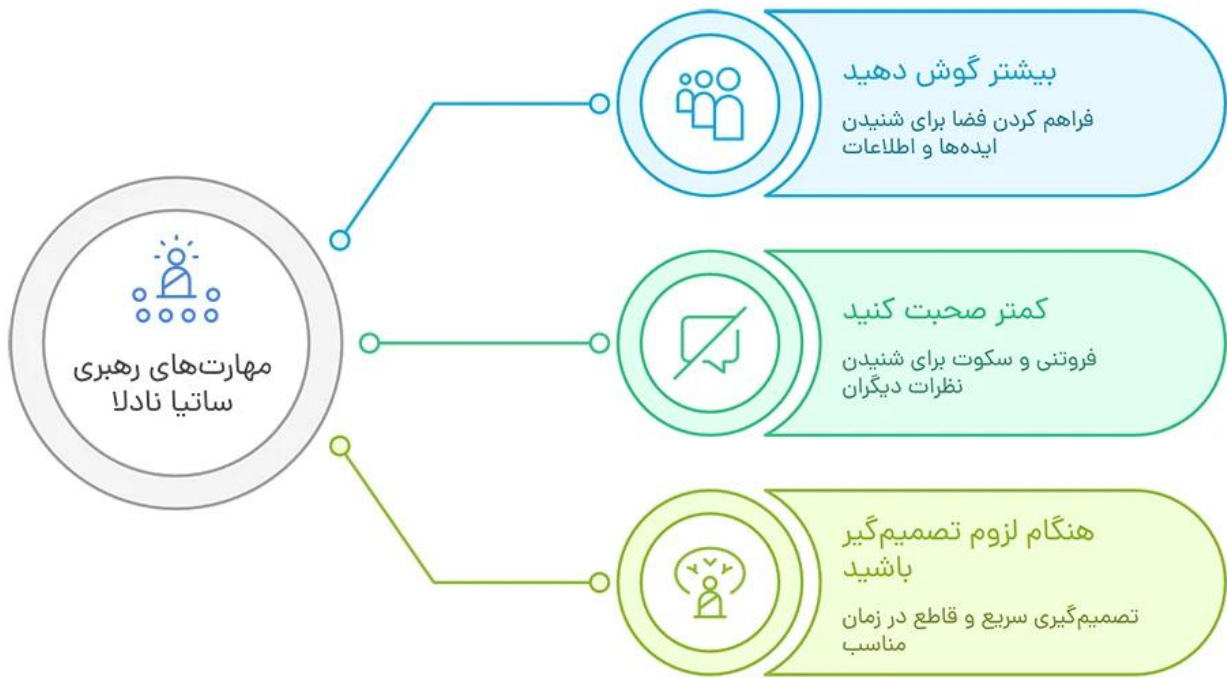 مهارت‌های رهبری
ساتیا نادلا
بیشتر گوش دهید
فراهم کردن فضا برای شنیدن
ایده‌ها و اطلاعات
کمتر صحبت کنید
فروتنی و سکوت برای شنیدن
نظرات دیگران
هنگام لزوم تصمیم‌گیر
باشید
تصمیم‌گیری سریع و قاطع در زمان
مناسب